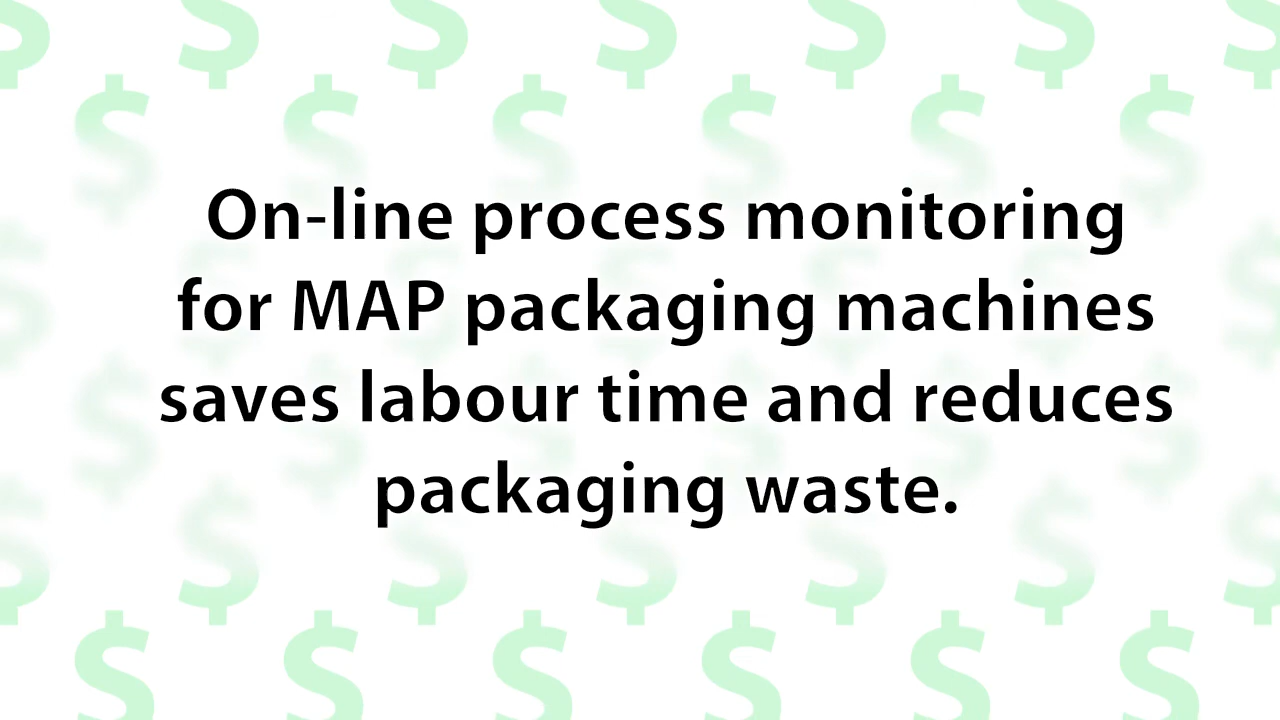 On-line process monitoring
for MAP packaging machines
saves labour time and reduces
packaging waste.